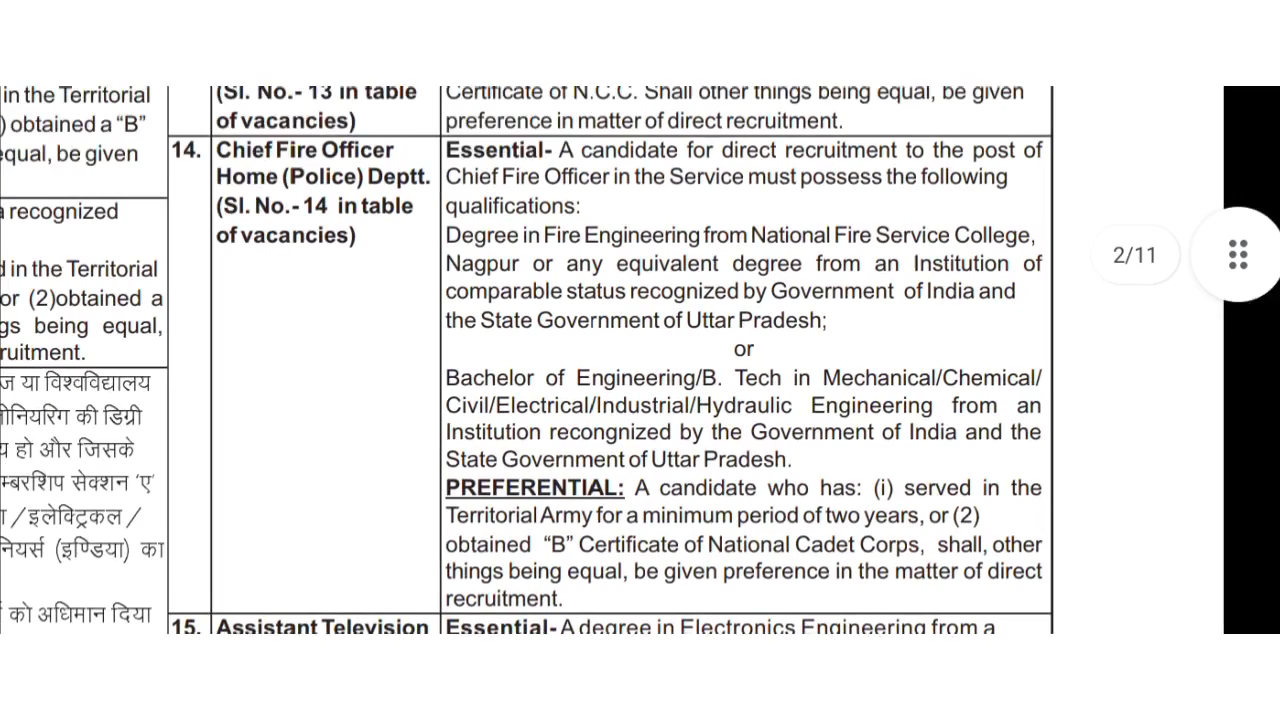 in the Territorial
) obtained a “B”
equal, be given
a recognized
d in the Territorial
or (2)obtained a
gs being equal,
ruitment.
ज या विश्वविद्यालय
नीनियरिंग की डिग्री
य हो और जिसके
म्बरशिप सेक्शन ‘ए’
ा/इलेक्ट्रिकल/
नियर्स (इण्डिया) का
को अधिमान दिया
(Sl. No.- 13 in table
of vacancies)
Certificate of N.C.C. Shall other things being equal, be given
preference in matter of direct recruitment.
14.
Chief Fire Officer
Home (Police) Deptt.
(Sl. No.- 14 in table
of vacancies)
Essential- A candidate for direct recruitment to the post of
Chief Fire Officer in the Service must possess the following
qualifications:
Degree in Fire Engineering from National Fire Service College,
Nagpur or any equivalent degree from an Institution of
comparable status recognized by Government of India and
the State Government of Uttar Pradesh;
or
Bachelor of Engineering/B. Tech in Mechanical/Chemical/
Civil/Electrical/Industrial/Hydraulic Engineering from an
Institution recongnized by the Government of India and the
State Government of Uttar Pradesh.
PREFERENTIAL: A candidate who has: (i) served in the
Territorial Army for a minimum period of two years, or (2)
obtained “B” Certificate of National Cadet Corps, shall, other
things being equal, be given preference in the matter of direct
recruitment.
15.
Assistant Television
Essential- A degree in Electronics Engineering from a
2/11